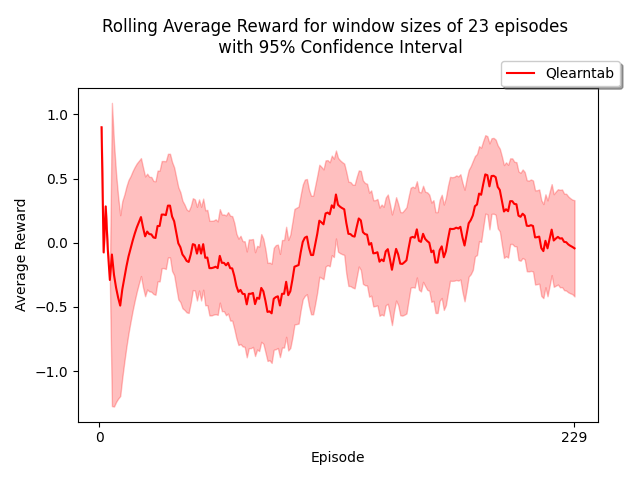 Rolling Average Reward for window sizes of 23 episodes
with 95% Confidence Interval
Qlearntab
1.0
0.5
0.0
−0.5
−1.0
Average Reward
0
229
Episode